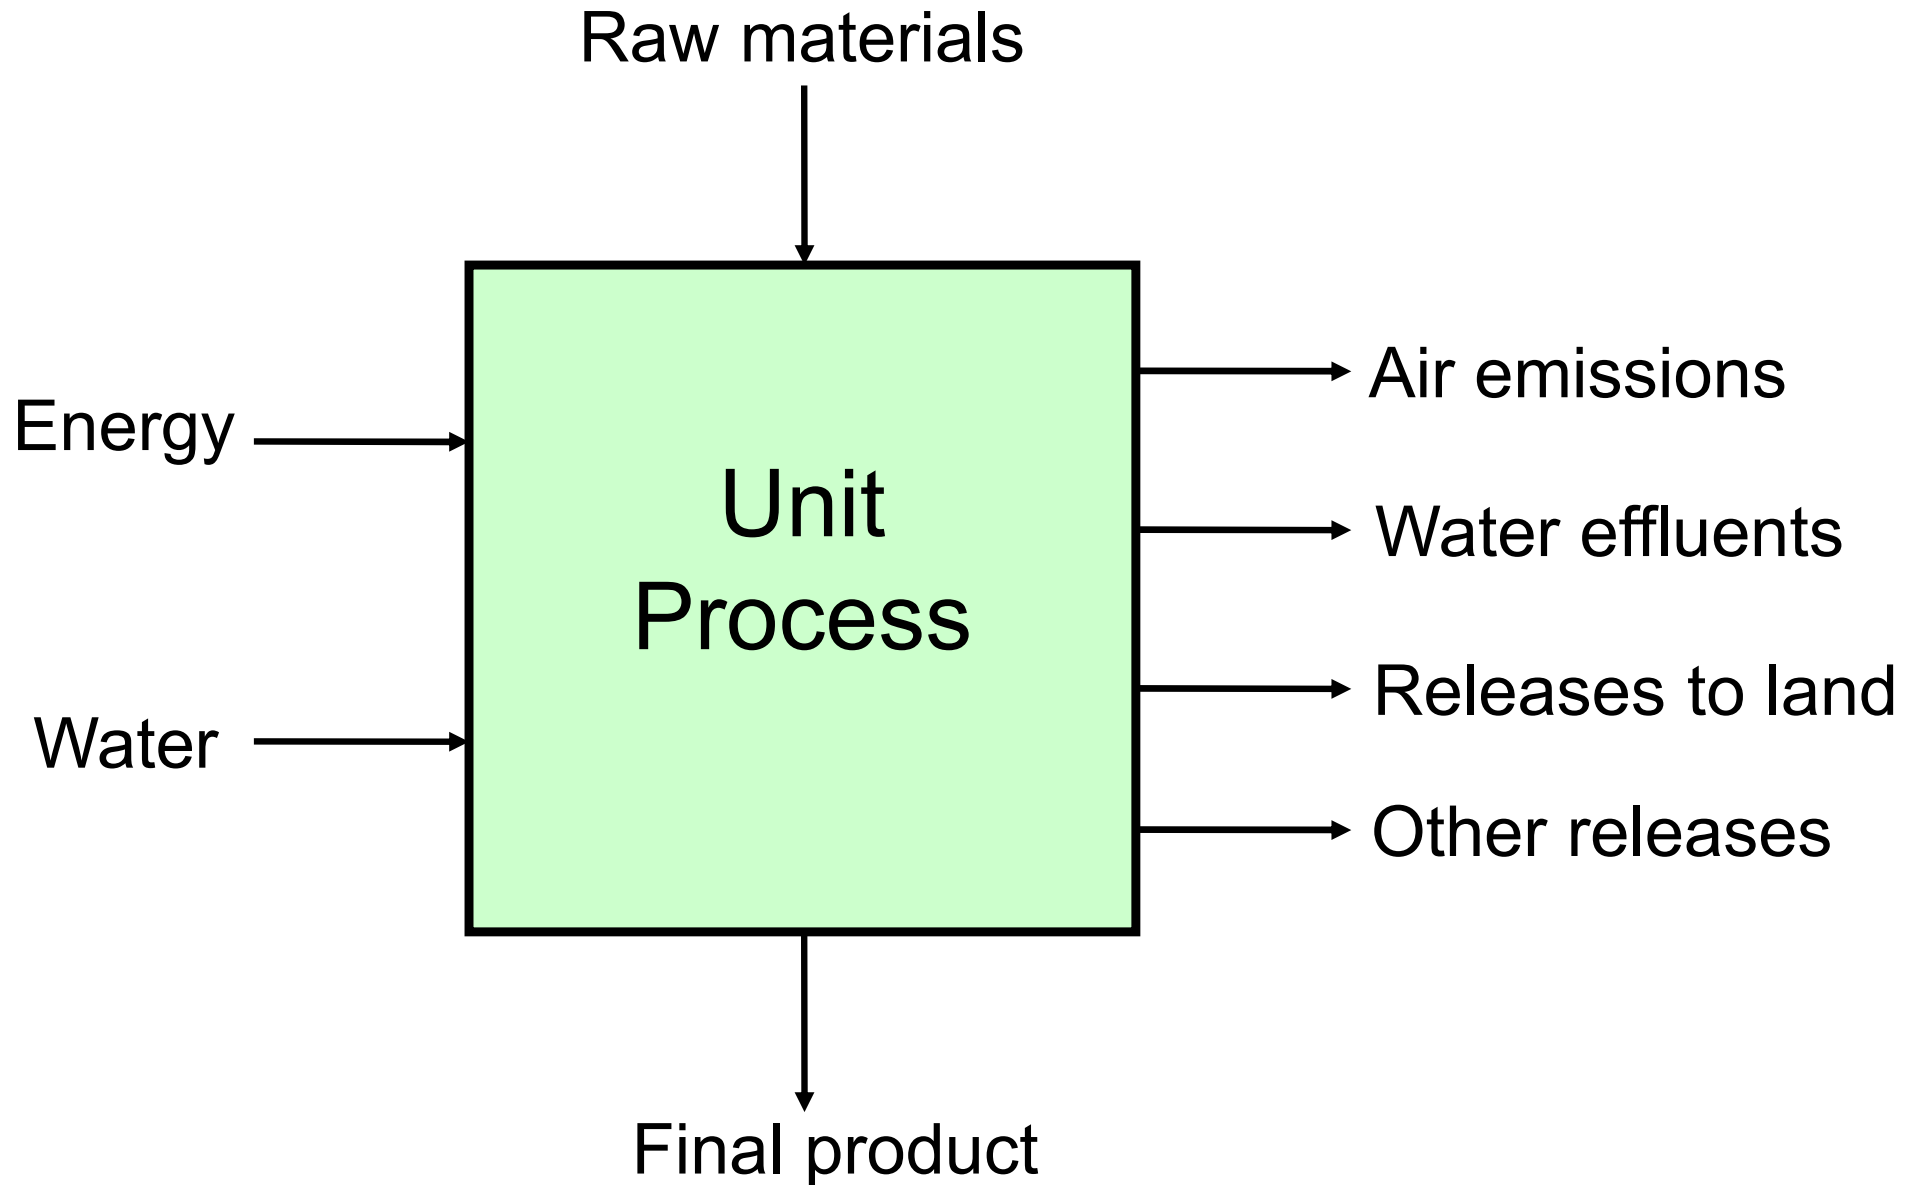 Raw materials
Energy
Water
Unit
Process
Air emissions
Water effluents
Releases to land
Other releases
Final product